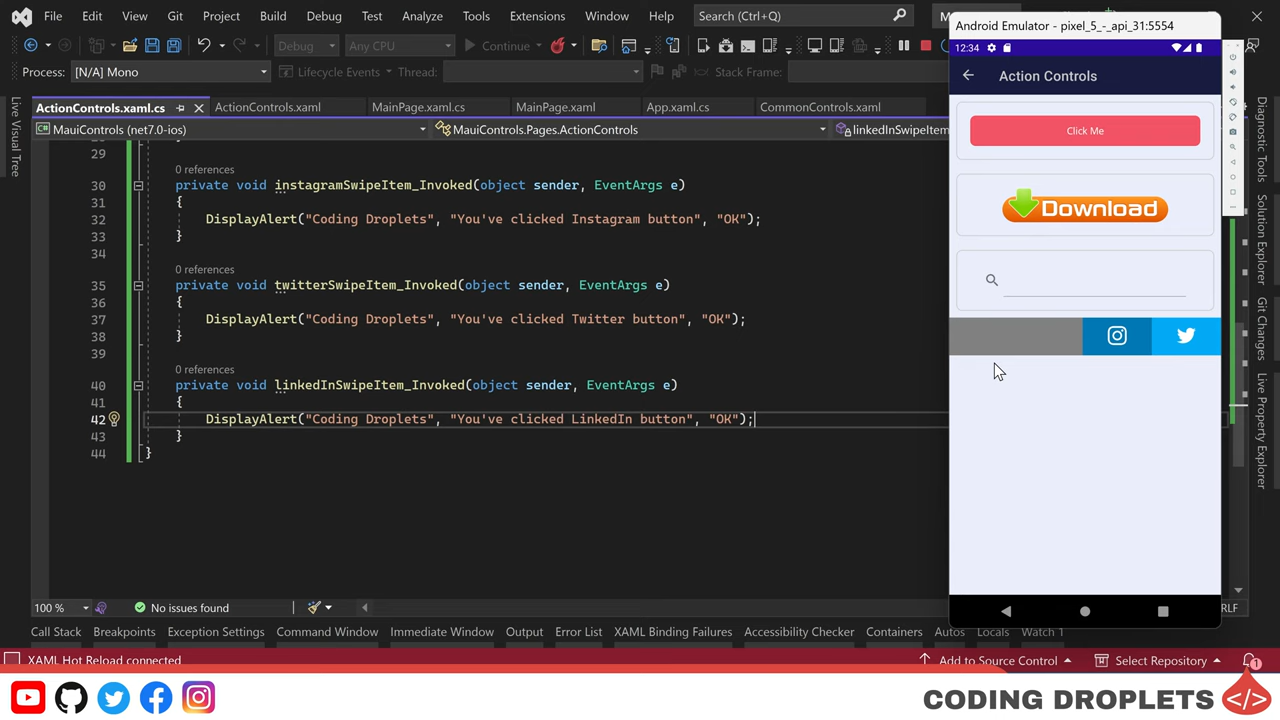 File Edit View Git Project Build Debug Test Analyze Tools Extensions Window Help Search (Ctrl+Q)
Debug Any CPU Continue
Process: [N/A] Mono Lifecycle Events Thread: Stack Frame:
ActionControls.xaml.cs ActionControls.xaml MainPage.xaml.cs MainPage.xaml App.xaml.cs CommonControls.xaml
MauiControls (net7.0-ios) MauiControls.Pages.ActionControls linkedInSwipeItem
Live Visual Tree
29
0 references
30 private void instagramSwipeItem_Invoked(object sender, EventArgs e)
31 {
32 DisplayAlert("Coding Droplets", "You've clicked Instagram button", "OK");
33 }
34
0 references
35 private void twitterSwipeItem_Invoked(object sender, EventArgs e)
36 {
37 DisplayAlert("Coding Droplets", "You've clicked Twitter button", "OK");
38 }
39
0 references
40 private void linkedInSwipeItem_Invoked(object sender, EventArgs e)
41 {
42 DisplayAlert("Coding Droplets", "You've clicked LinkedIn button", "OK");
43 }
44 }
Android Emulator - pixel_5_-_api_31:5554
12:34
Action Controls
Click Me
Download
Diagnostic Tools
Solution Explorer
Git Changes
Live Property Explorer
100 % No issues found RLF
Call Stack Breakpoints Exception Settings Command Window Immediate Window Output Error List XAML Binding Failures Accessibility Checker Containers Autos Locals Watch 1
XAML Hot Reload connected Add to Source Control Select Repository 1
CODING DROPLETS </>